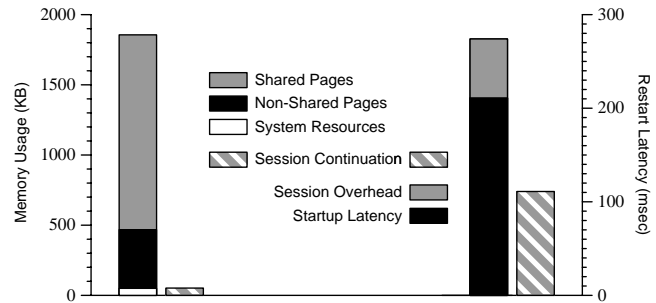 2000
1500
1000
500
0
Memory Usage (KB)
Shared Pages
Non-Shared Pages
System Resources
Session Continuation
Session Overhead
Startup Latency
300
200
100
0
Restart Latency (msec)